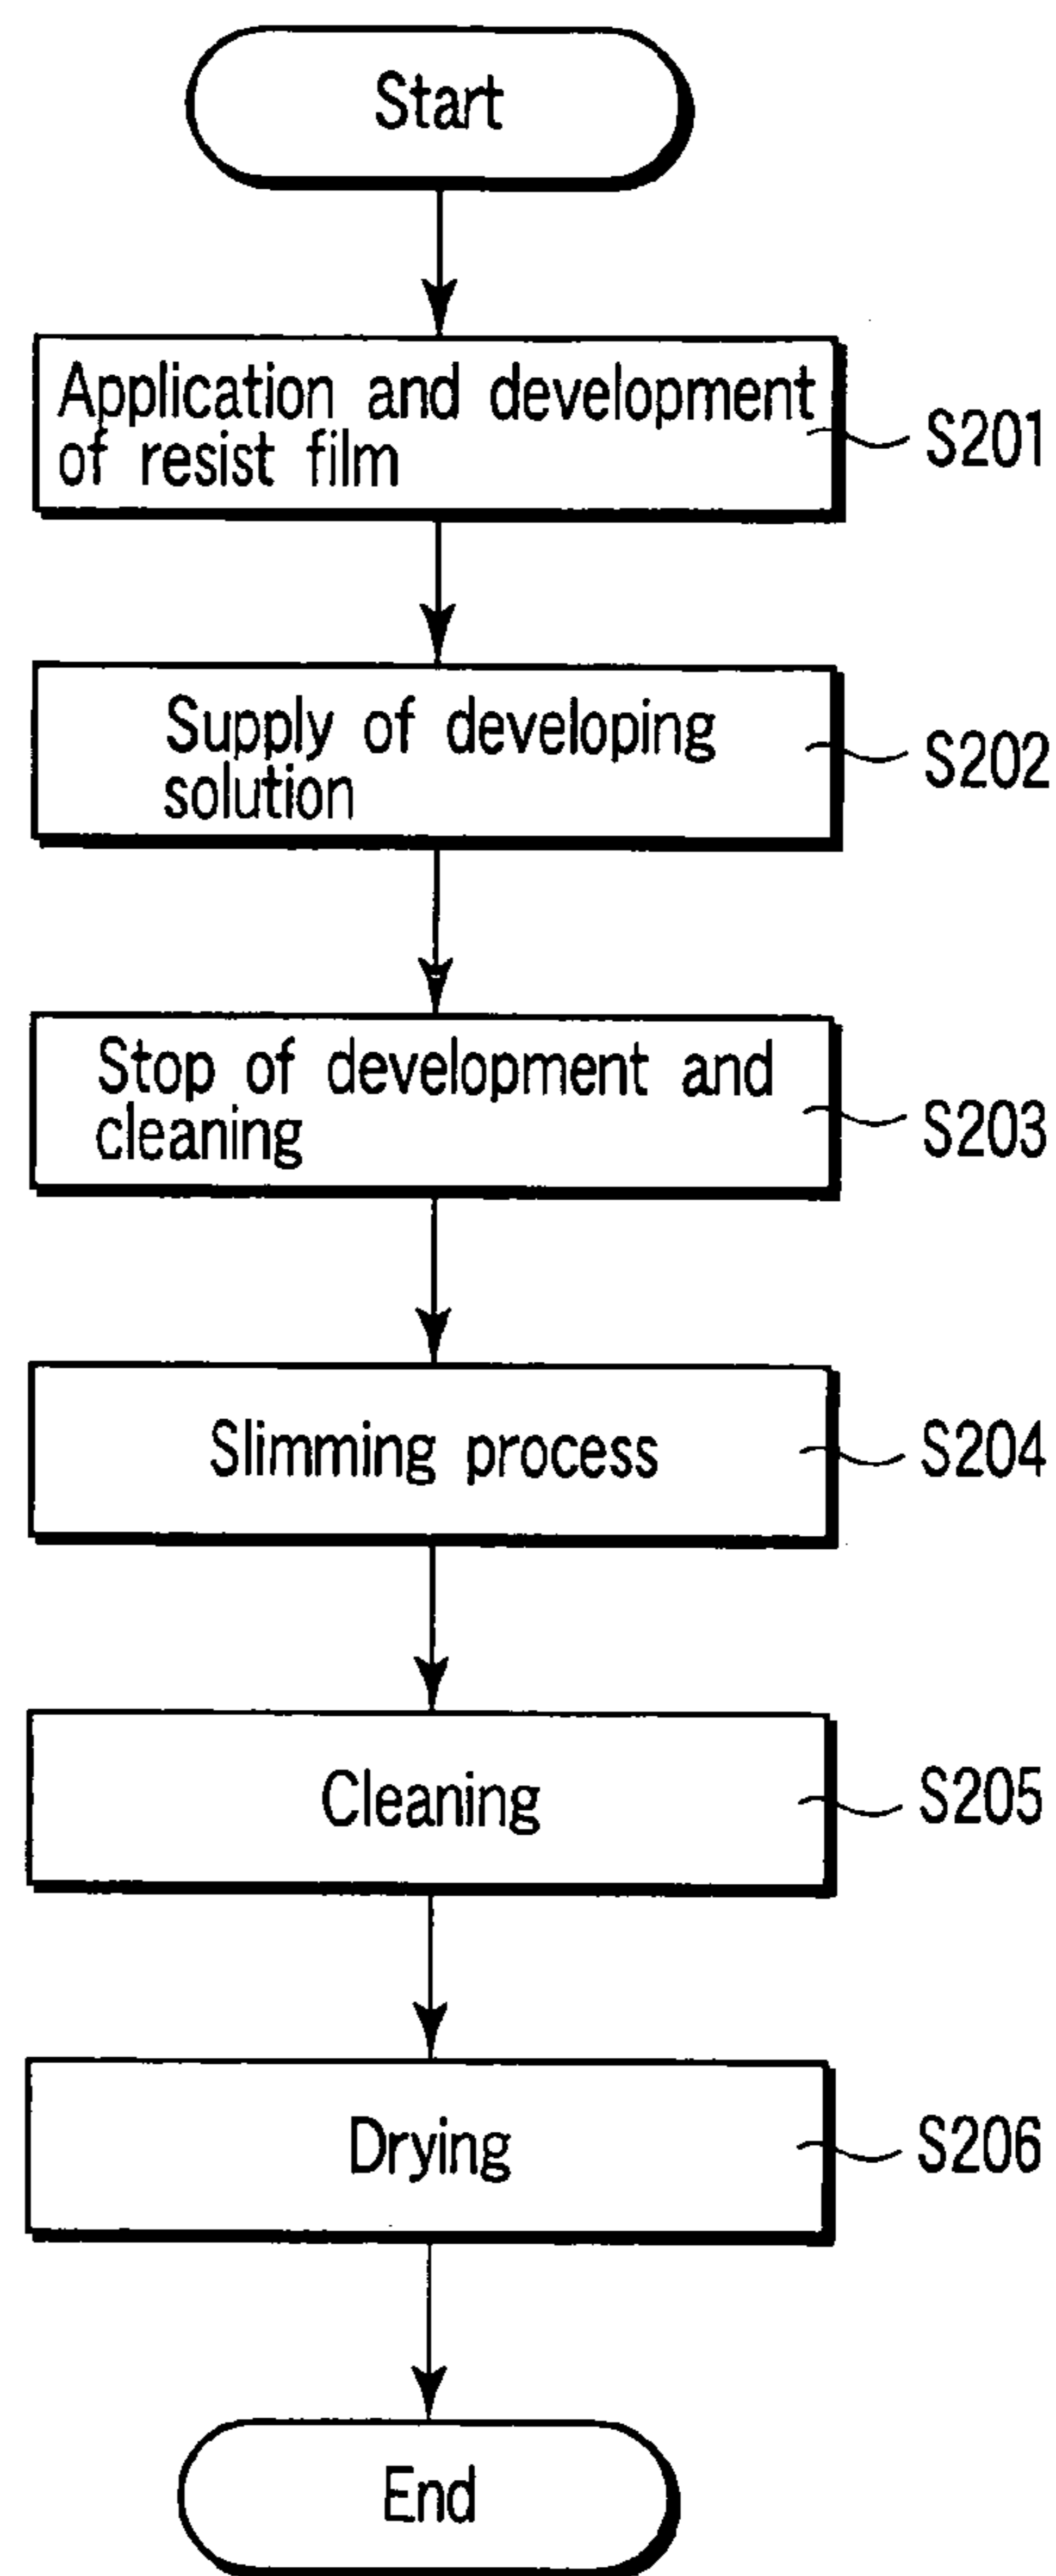 Start
Application and development
of resist film
S201
Supply of developing
solution
S202
Stop of development and
cleaning
S203
Slimming process
S204
Cleaning
S205
Drying
S206
End